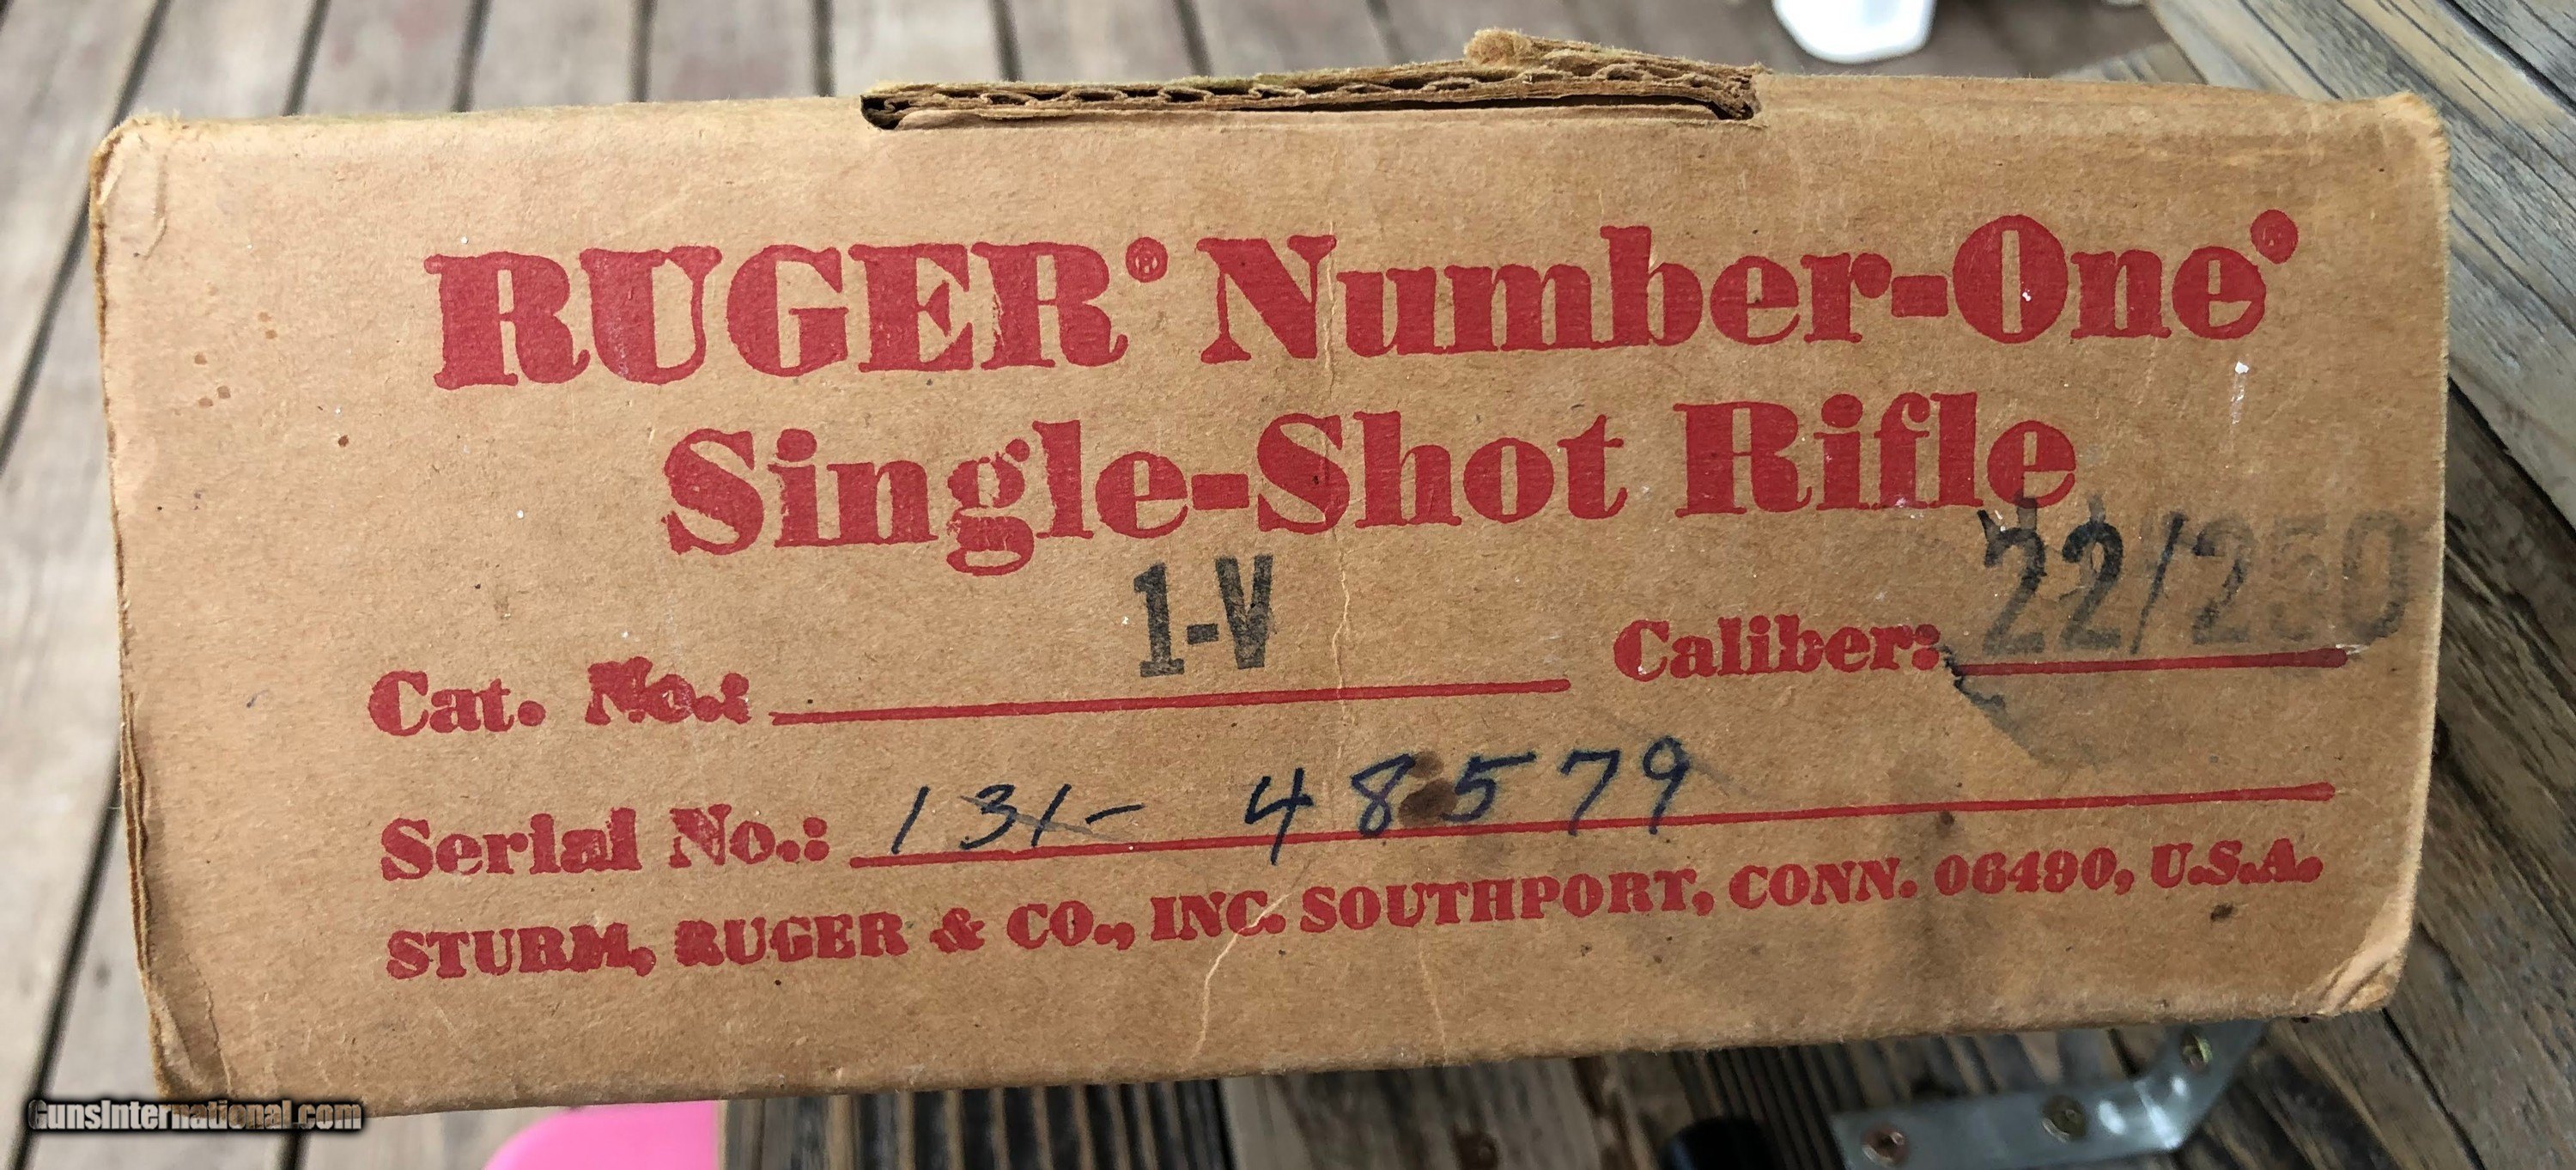 RUGER® Number-One®
Single-Shot Rifle
Cat. No.: 1-V Caliber: 22/250
Serial No.: 131- 48579
STURM, RUGER & CO., INC. SOUTHPORT, CONN. 06490, U.S.A.
GunsInternational.com